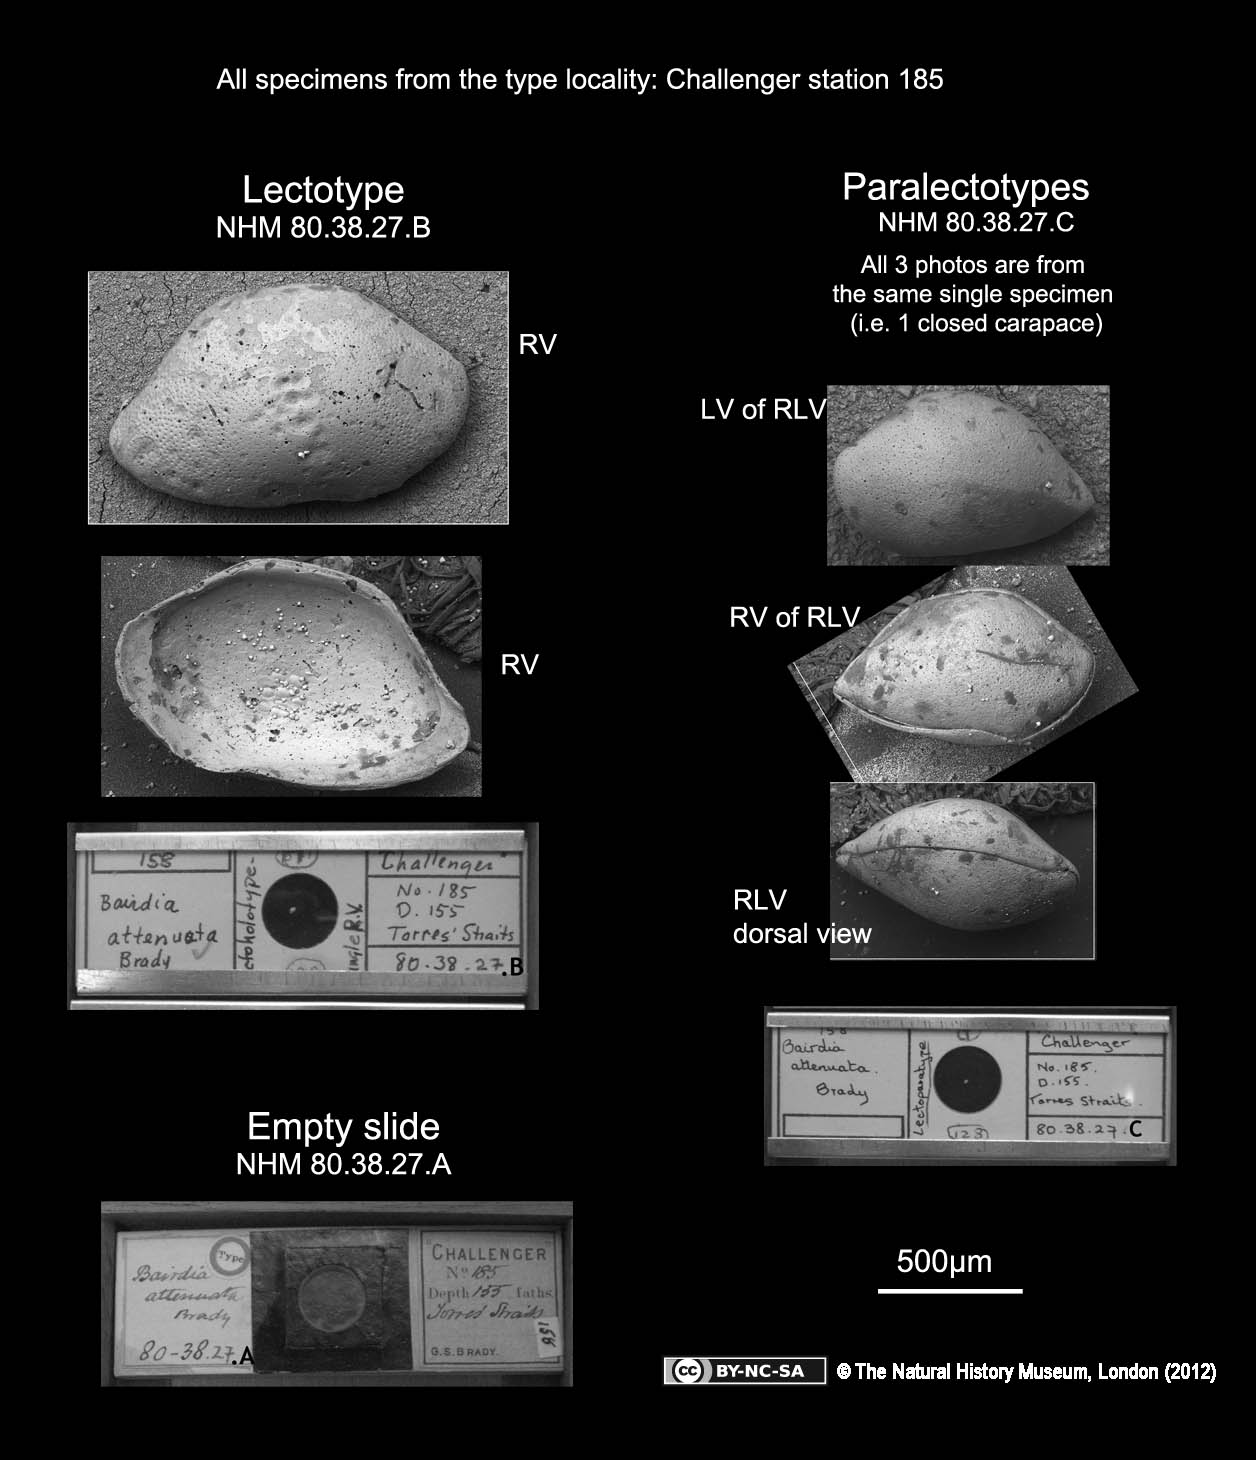 All specimens from the type locality: Challenger station 185
Lectotype
NHM 80.38.27.B
RV
RV
158
Bairdia
attenuata
Brady
ctoholotype-
ngle R.V.
"Challenger"
No. 185
D. 155
Torres' Straits
80.38.27.B
Empty slide
NHM 80.38.27.A
Type
Bairdia
attenuata
Brady
80-38.27.A
"CHALLENGER
No 185
Depth 155 faths.
Torres Straits
158
G.S.BRADY.
Paralectotypes
NHM 80.38.27.C
All 3 photos are from
the same single specimen
(i.e. 1 closed carapace)
LV of RLV
RV of RLV
RLV
dorsal view
158
Bairdia
attenuata.
Brady
Lectoparatype
(123)
Challenger
No. 185.
D. 155.
Torres Straits.
80.38.27.C
500µm
cc BY-NC-SA
© The Natural History Museum, London (2012)